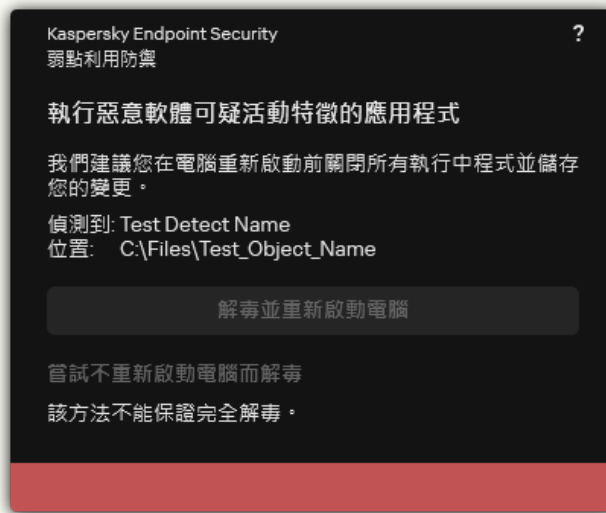 Kaspersky Endpoint Security
?
弱點利用防禦
執行惡意軟體可疑活動特徵的應用程式
我們建議您在電腦重新啟動前關閉所有執行中程式並儲存
您的變更。
偵測到: Test Detect Name
位置: C:\Files\Test_Object_Name
解毒並重新啟動電腦
嘗試不重新啟動電腦而解毒
該方法不能保證完全解毒。